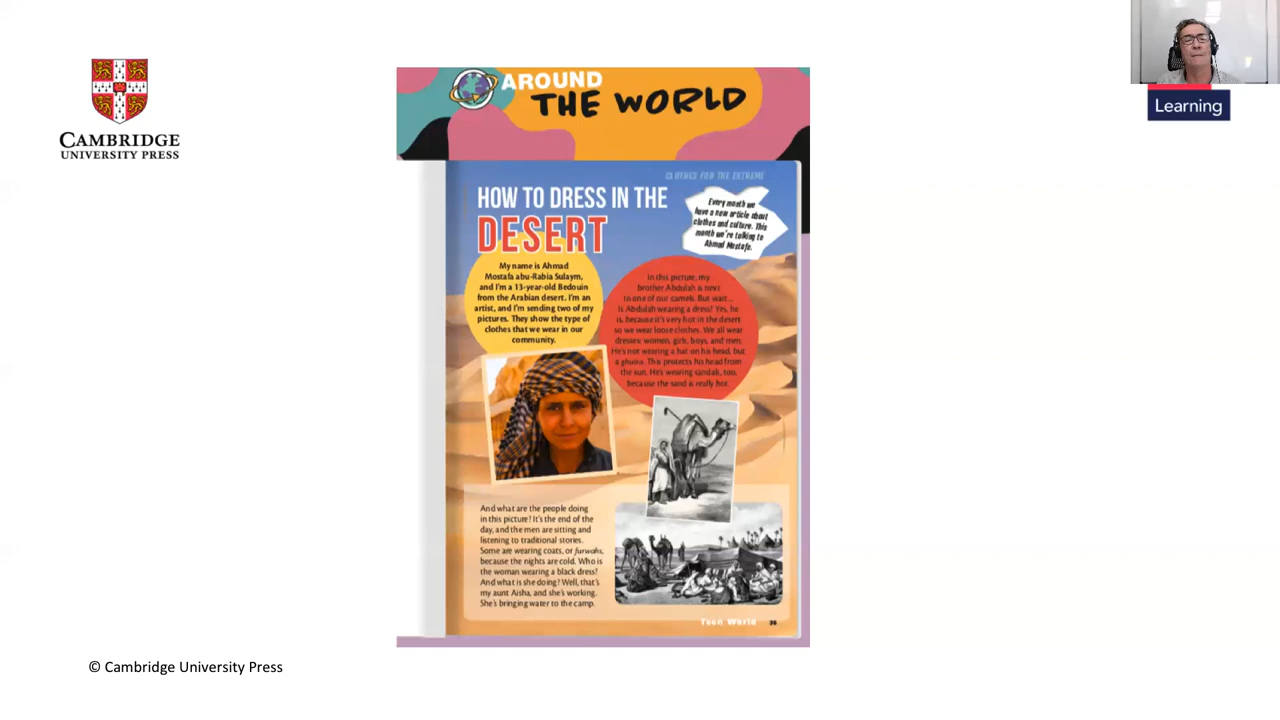 CAMBRIDGE
UNIVERSITY PRESS
Learning
AROUND
THE WORLD
CLOTHES FOR THE EXTREME
HOW TO DRESS IN THE
DESERT
Every month we
have a new article about
clothes and culture. This
month we're talking to
Ahmad Mostafa.
My name is Ahmad
Mostafa abu-Rabia Sulaym,
and I'm a 13-year-old Bedouin
from the Arabian desert. I'm an
artist, and I'm sending two of my
pictures. They show the type of
clothes that we wear in our
community.
In this picture, my
brother Abdulah is next
to one of our camels. But wait...
Is Abdulah wearing a dress? Yes, he
is, because it's very hot in the desert
so we wear loose clothes. We all wear
dresses: women, girls, boys, and men.
He's not wearing a hat on his head, but
a ghutra. This protects his head from
the sun. He's wearing sandals, too,
because the sand is really hot.
And what are the people doing
in this picture? It's the end of the
day, and the men are sitting and
listening to traditional stories.
Some are wearing coats, or furwahs,
because the nights are cold. Who is
the woman wearing a black dress?
And what is she doing? Well, that's
my aunt Aisha, and she's working.
She's bringing water to the camp.
Teen World 36
© Cambridge University Press